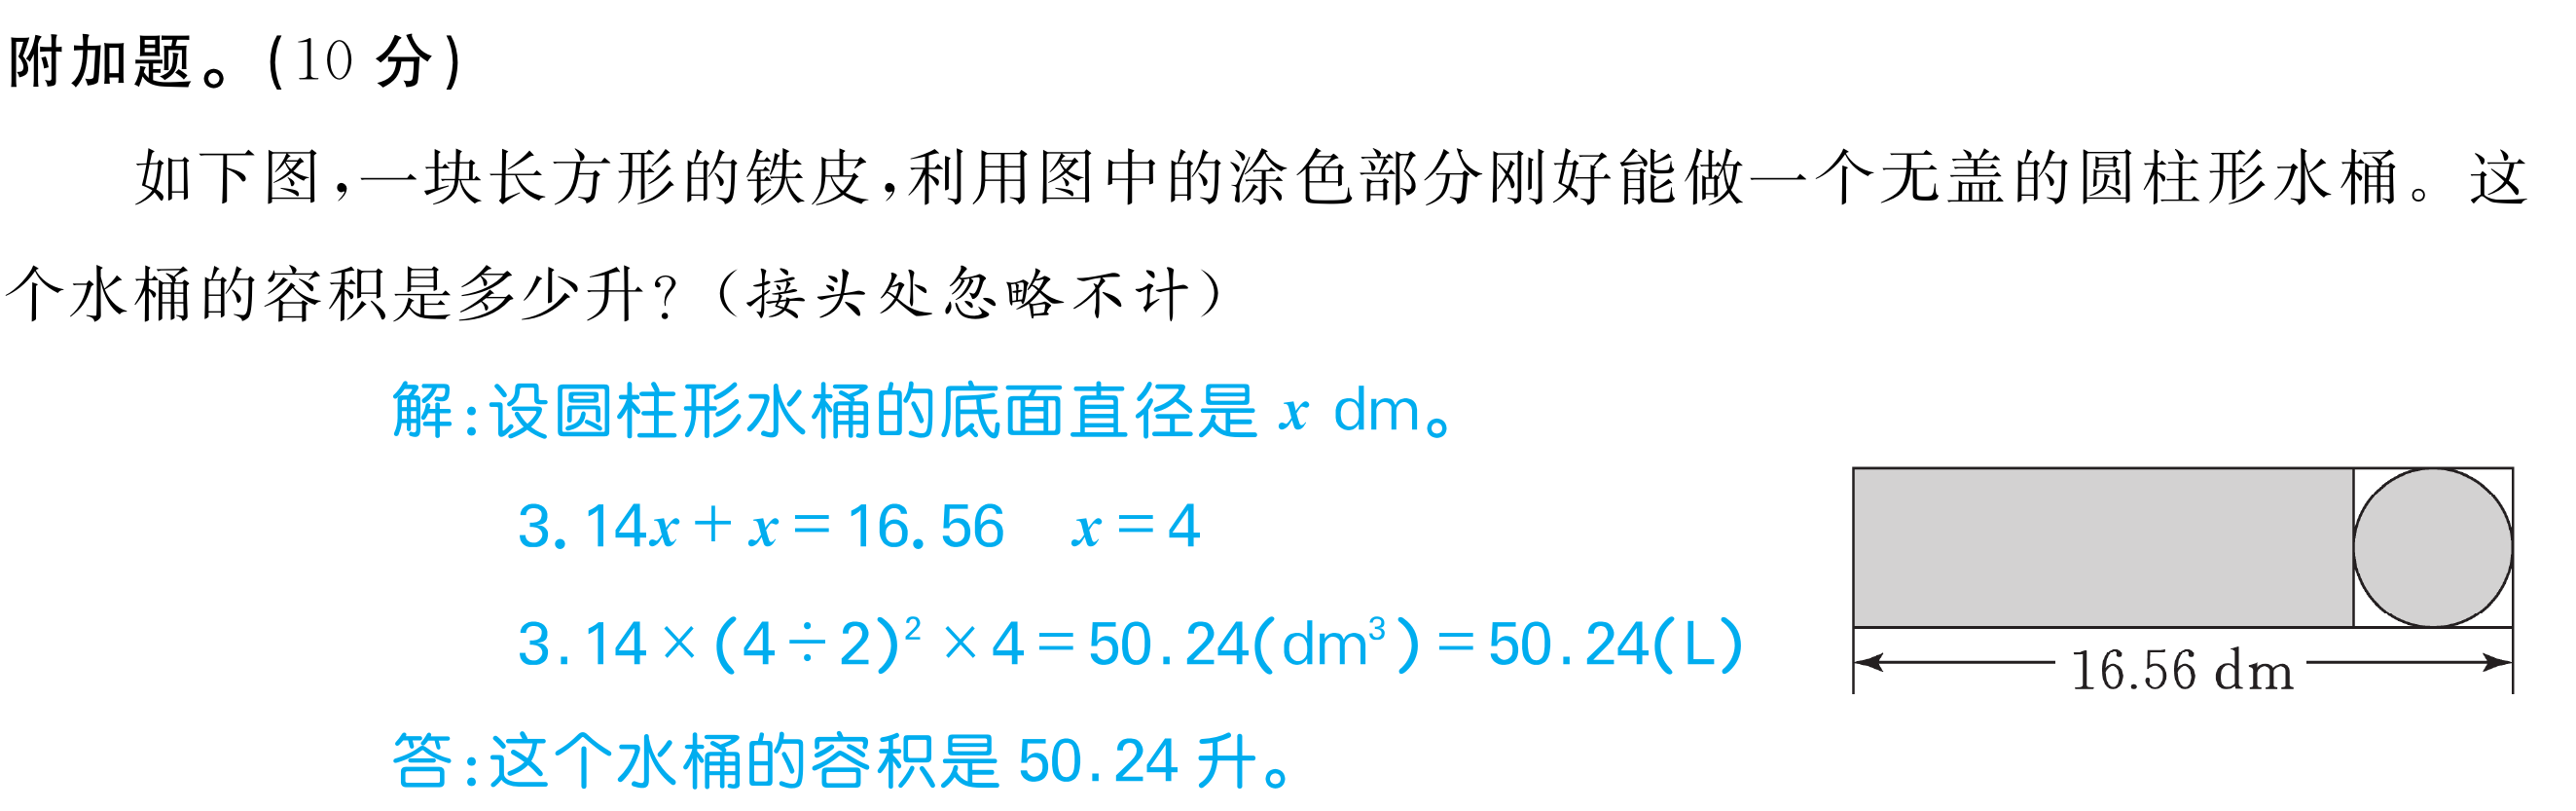 附加题。(10 分)
如下图,一块长方形的铁皮,利用图中的涂色部分刚好能做一个无盖的圆柱形水桶。这
个水桶的容积是多少升?(接头处忽略不计)
解:设圆柱形水桶的底面直径是 x dm。
3.14x+x=16.56 x=4
3.14×(4÷2)²×4=50.24(dm³)=50.24(L)
16.56 dm
答:这个水桶的容积是 50.24 升。